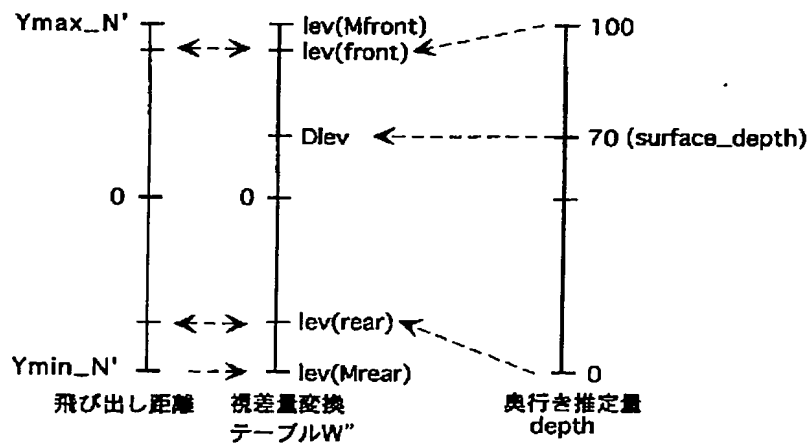 Ymax_N'
lev(Mfront)
lev(front)
100
Dlev
70 (surface_depth)
0
0
lev(rear)
Ymin_N'
lev(Mrear)
0
飛び出し距離
視差量変換
テーブルW”
奥行き推定量
depth